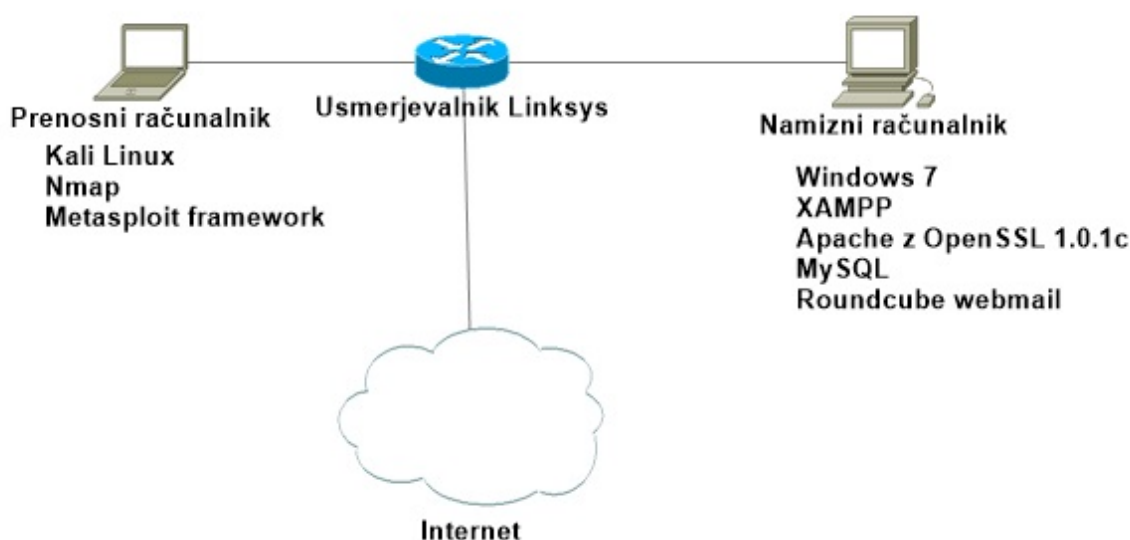 Prenosni računalnik
Kali Linux
Nmap
Metasploit framework
Usmerjevalnik Linksys
Namizni računalnik
Windows 7
XAMPP
Apache z OpenSSL 1.0.1c
MySQL
Roundcube webmail
Internet